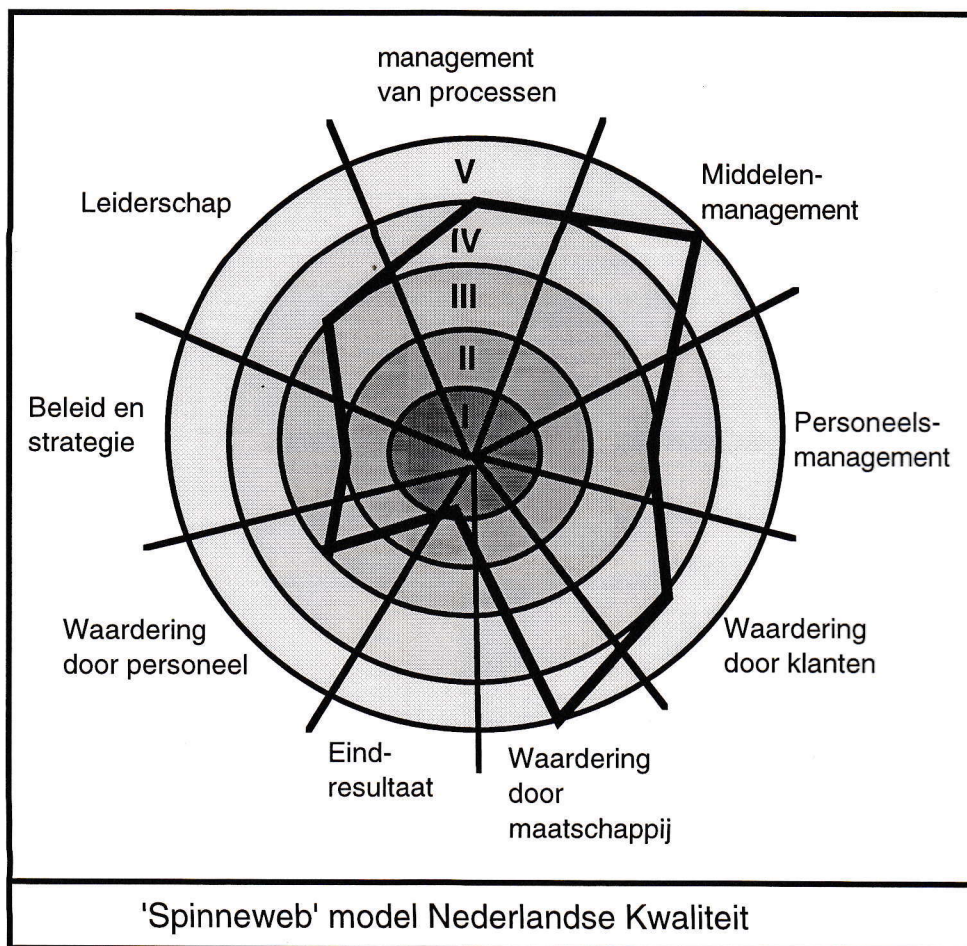 management
van processen
Leiderschap
Middelen-
management
V
IV
III
II
I
Beleid en
strategie
Personeels-
management
Waardering
door personeel
Waardering
door klanten
Eind-
resultaat
Waardering
door
maatschappij
'Spinneweb' model Nederlandse Kwaliteit